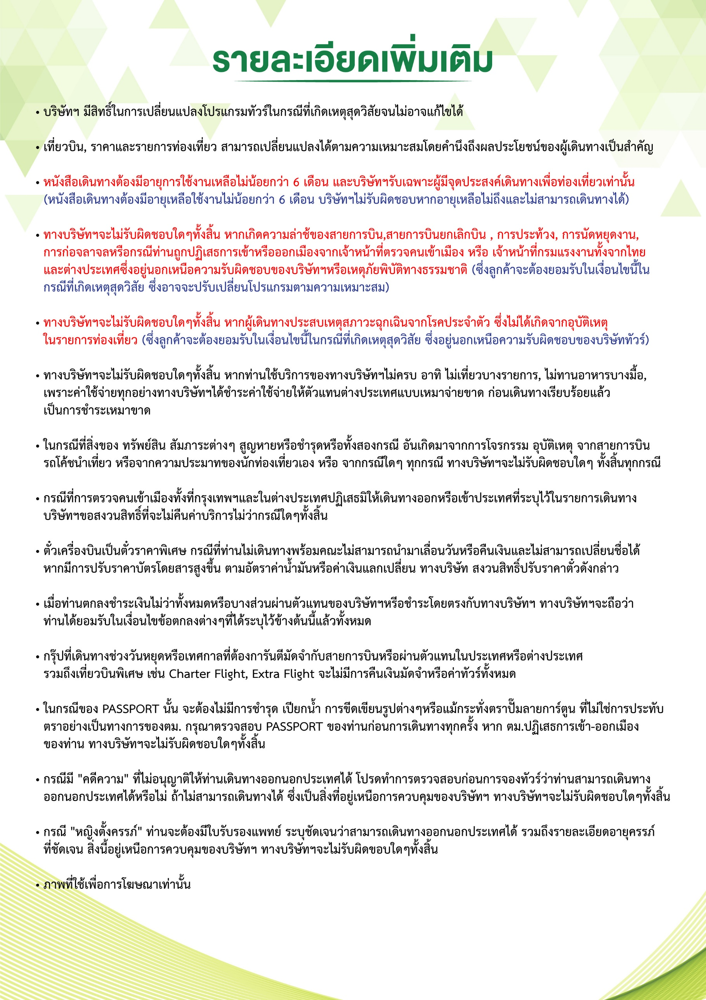 รายละเอียดเพิ่มเติม
• บริษัทฯ มีสิทธิ์ในการเปลี่ยนแปลงโปรแกรมทัวร์ในกรณีที่เกิดเหตุสุดวิสัยจนไม่อาจแก้ไขได้
• เที่ยวบิน, ราคาและรายการท่องเที่ยว สามารถเปลี่ยนแปลงได้ตามความเหมาะสมโดยคำนึงถึงผลประโยชน์ของผู้เดินทางเป็นสำคัญ
• หนังสือเดินทางต้องมีอายุการใช้งานเหลือไม่น้อยกว่า 6 เดือน และบริษัทฯรับเฉพาะผู้มีจุดประสงค์เดินทางเพื่อท่องเที่ยวเท่านั้น
(หนังสือเดินทางต้องมีอายุเหลือใช้งานไม่น้อยกว่า 6 เดือน บริษัทฯไม่รับผิดชอบหากอายุเหลือไม่ถึงและไม่สามารถเดินทางได้)
• ทางบริษัทฯจะไม่รับผิดชอบใดๆทั้งสิ้น หากเกิดความล่าช้ของสายการบิน,สายการบินยกเลิกบิน , การประท้วง, การนัดหยุดงาน,
การก่อจลาจลหรือกรณีท่านถูกปฏิเสธการเข้าหรือออกเมืองจากเจ้าหน้าที่ตรวจคนเข้าเมือง หรือ เจ้าหน้าที่กรมแรงงานทั้งจากไทย
และต่างประเทศซึ่งอยู่นอกเหนือความรับผิดชอบของบริษัทฯหรือเหตุภัยพิบัติทางธรรมชาติ (ซึ่งลูกค้าจะต้องยอมรับในเงื่อนไขนี้ใน
กรณีที่เกิดเหตุสุดวิสัย ซึ่งอาจจะปรับเปลี่ยนโปรแกรมตามความเหมาะสม)
• ทางบริษัทฯจะไม่รับผิดชอบใดๆทั้งสิ้น หากผู้เดินทางประสบเหตุสภาวะฉุกเฉินจากโรคประจำตัว ซึ่งไม่ได้เกิดจากอุบัติเหตุ
ในรายการท่องเที่ยว (ซึ่งลูกค้าจะต้องยอมรับในเงื่อนไขนี้ในกรณีที่เกิดเหตุสุดวิสัย ซึ่งอยู่นอกเหนือความรับผิดชอบของบริษัททัวร์)
• ทางบริษัทฯจะไม่รับผิดชอบใดๆทั้งสิ้น หากท่านใช้บริการของทางบริษัทฯไม่ครบ อาทิ ไม่เที่ยวบางรายการ, ไม่ทานอาหารบางมื้อ,
เพราะค่าใช้จ่ายทุกอย่างทางบริษัทฯได้ชำระค่าใช้จ่ายให้ตัวแทนต่างประเทศแบบเหมาจ่ายขาด ก่อนเดินทางเรียบร้อยแล้ว
เป็นการชำระเหมาขาด
• ในกรณีที่สิ่งของ ทรัพย์สิน สัมภาระต่างๆ สูญหายหรือชำรุดหรือทั้งสองกรณี อันเกิดมาจากการโจรกรรม อุบัติเหตุ จากสายการบิน
รถโค้ชนำเที่ยว หรือจากความประมาทของนักท่องเที่ยวเอง หรือ จากกรณีใดๆ ทุกกรณี ทางบริษัทฯจะไม่รับผิดชอบใดๆ ทั้งสิ้นทุกกรณี
• กรณีที่การตรวจคนเข้าเมืองทั้งที่กรุงเทพฯและในต่างประเทศปฏิเสธมิให้เดินทางออกหรือเข้าประเทศที่ระบุไว้ในรายการเดินทาง
บริษัทฯขอสงวนสิทธิ์ที่จะไม่คืนค่าบริการไม่ว่ากรณีใดๆทั้งสิ้น
• ตั๋วเครื่องบินเป็นตั๋วราคาพิเศษ กรณีที่ท่านไม่เดินทางพร้อมคณะไม่สามารถนำมาเลื่อนวันหรือคืนเงินและไม่สามารถเปลี่ยนชื่อได้
หากมีการปรับราคาบัตรโดยสารสูงขึ้น ตามอัตราค่าน้ำมันหรือค่าเงินแลกเปลี่ยน ทางบริษัท สงวนสิทธิ์ปรับราคาตั๋วดังกล่าว
• เมื่อท่านตกลงชำระเงินไม่ว่าทั้งหมดหรือบางส่วนผ่านตัวแทนของบริษัทฯหรีอชำระโดยตรงกับทางบริษัทฯ ทางบริษัทฯจะถือว่า
ท่านได้ยอมรับในเงื่อนไขข้อตกลงต่างๆที่ได้ระบุไว้ข้างต้นนี้แล้วทั้งหมด
• กรุ๊ปที่เดินทางช่วงวันหยุดหรือเทศกาลที่ต้องการันตีมัดจำกับสายการบินหรือผ่านตัวแทนในประเทศหรือต่างประเทศ
รวมถึงเที่ยวบินพิเศษ เช่น Charter Flight, Extra Flight จะไม่มีการคืนเงินมัดจำหรือค่าทัวร์ทั้งหมด
• ในกรณีของ PASSPORT นั้น จะต้องไม่มีการชำรุด เปียกน้ำ การขีดเขียนรูปต่างๆหรือแม้กระทั่งตราปั๊มลายการ์ตูน ที่ไม่ใช่การประทับ
ตราอย่างเป็นทางการของตม. กรุณาตรวจสอบ PASSPORT ของท่านก่อนการเดินทางทุกครั้ง หาก ตม.ปฏิเสธการเข้า-ออกเมือง
ของท่าน ทางบริษัทฯจะไม่รับผิดชอบใดๆทั้งสิ้น
• กรณีมี "คดีความ" ที่ไม่อนุญาติให้ท่านเดินทางออกนอกประเทศได้ โปรดทำการตรวจสอบก่อนการจองทัวร์ว่าท่านสามารถเดินทาง
ออกนอกประเทศได้หรือไม่ ถ้าไม่สามารถเดินทางได้ ซึ่งเป็นสิ่งที่อยู่เหนือการควบคุมของบริษัทฯ ทางบริษัทฯจะไม่รับผิดชอบใดๆทั้งสิ้น
• กรณี "หญิงตั้งครรภ์" ท่านจะต้องมีใบรับรองแพทย์ ระบุชัดเจนว่าสามารถเดินทางออกนอกประเทศได้ รวมถึงรายละเอียดอายุครรภ์
ที่ชัดเจน สิ่งนี้อยู่เหนือการควบคุมของบริษัทฯ ทางบริษัทฯจะไม่รับผิดขอบใดๆทั้งสิ้น
• ภาพที่ใช้เพื่อการโฆษณาเท่านั้น